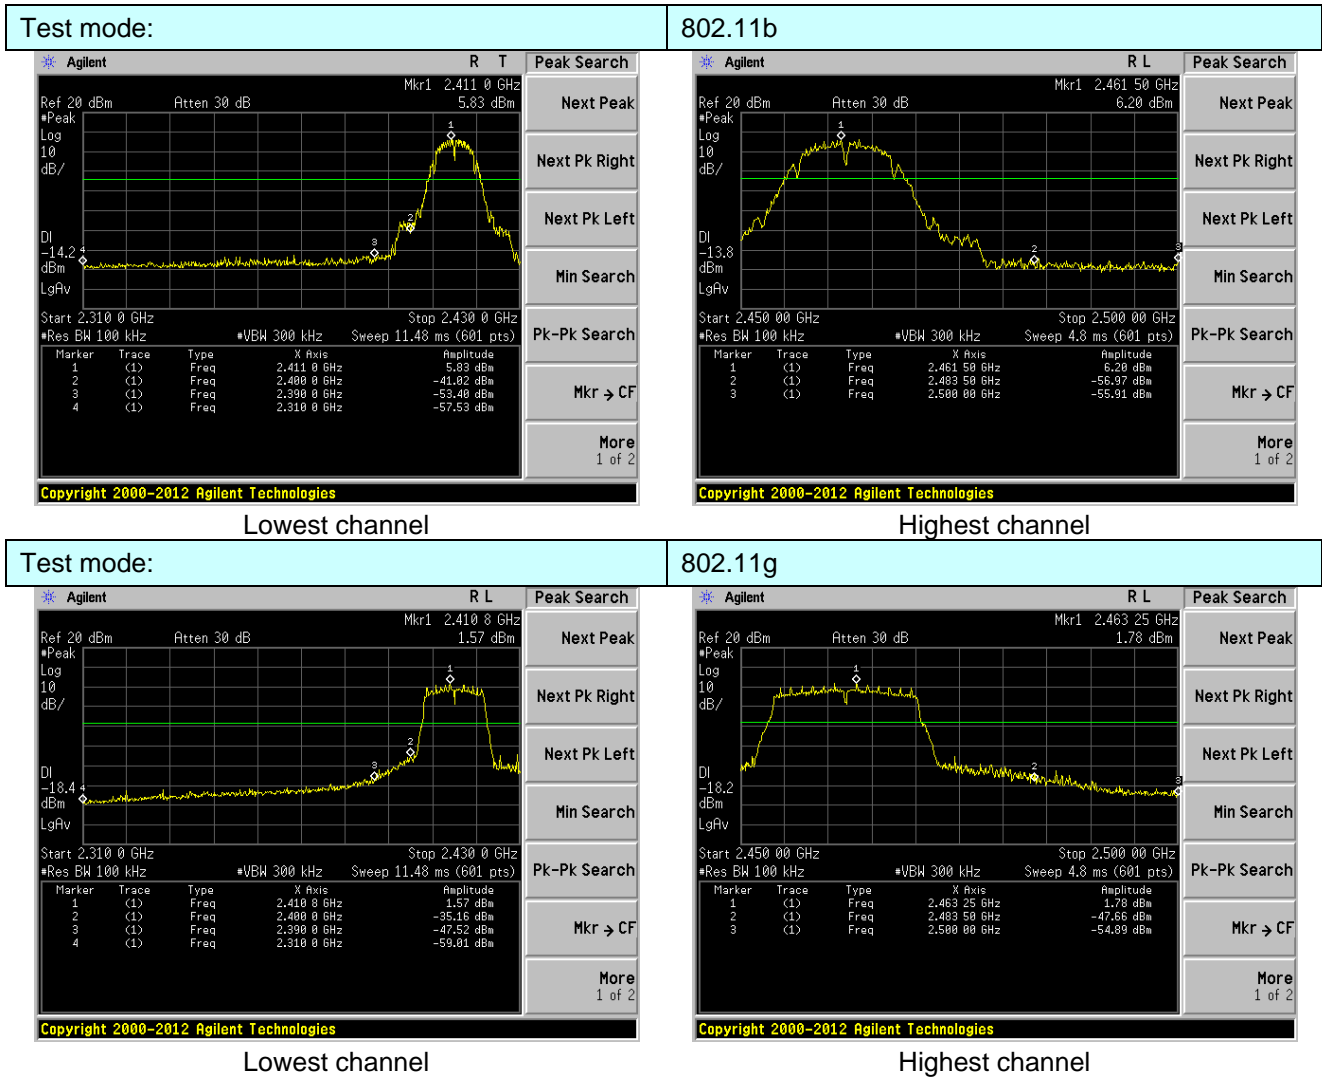 Test mode: 802.11b
Agilent R T Peak Search
Mkr1 2.411 0 GHz
Ref 20 dBm Atten 30 dB 5.83 dBm
#Peak
Log
10
dB/
1
2
3
4
DI
-14.2
dBm
LgAv
Start 2.310 0 GHz Stop 2.430 0 GHz
#Res BW 100 kHz #VBW 300 kHz Sweep 11.48 ms (601 pts)
Marker Trace Type X Axis Amplitude
1 (1) Freq 2.411 0 GHz 5.83 dBm
2 (1) Freq 2.400 0 GHz -41.02 dBm
3 (1) Freq 2.390 0 GHz -53.40 dBm
4 (1) Freq 2.310 0 GHz -57.53 dBm
Next Peak
Next Pk Right
Next Pk Left
Min Search
Pk-Pk Search
Mkr → CF
More
1 of 2
Copyright 2000-2012 Agilent Technologies
Lowest channel
Agilent R L Peak Search
Mkr1 2.461 50 GHz
Ref 20 dBm Atten 30 dB 6.20 dBm
#Peak
Log
10
dB/
1
2
3
DI
-13.8
dBm
LgAv
Start 2.450 00 GHz Stop 2.500 00 GHz
#Res BW 100 kHz #VBW 300 kHz Sweep 4.8 ms (601 pts)
Marker Trace Type X Axis Amplitude
1 (1) Freq 2.461 50 GHz 6.20 dBm
2 (1) Freq 2.483 50 GHz -56.97 dBm
3 (1) Freq 2.500 00 GHz -55.91 dBm
Next Peak
Next Pk Right
Next Pk Left
Min Search
Pk-Pk Search
Mkr → CF
More
1 of 2
Copyright 2000-2012 Agilent Technologies
Highest channel
Test mode: 802.11g
Agilent R L Peak Search
Mkr1 2.410 8 GHz
Ref 20 dBm Atten 30 dB 1.57 dBm
#Peak
Log
10
dB/
1
2
3
4
DI
-18.4
dBm
LgAv
Start 2.310 0 GHz Stop 2.430 0 GHz
#Res BW 100 kHz #VBW 300 kHz Sweep 11.48 ms (601 pts)
Marker Trace Type X Axis Amplitude
1 (1) Freq 2.410 8 GHz 1.57 dBm
2 (1) Freq 2.400 0 GHz -35.16 dBm
3 (1) Freq 2.390 0 GHz -47.52 dBm
4 (1) Freq 2.310 0 GHz -59.01 dBm
Next Peak
Next Pk Right
Next Pk Left
Min Search
Pk-Pk Search
Mkr → CF
More
1 of 2
Copyright 2000-2012 Agilent Technologies
Lowest channel
Agilent R L Peak Search
Mkr1 2.463 25 GHz
Ref 20 dBm Atten 30 dB 1.78 dBm
#Peak
Log
10
dB/
1
2
3
DI
-18.2
dBm
LgAv
Start 2.450 00 GHz Stop 2.500 00 GHz
#Res BW 100 kHz #VBW 300 kHz Sweep 4.8 ms (601 pts)
Marker Trace Type X Axis Amplitude
1 (1) Freq 2.463 25 GHz 1.78 dBm
2 (1) Freq 2.483 50 GHz -47.66 dBm
3 (1) Freq 2.500 00 GHz -54.89 dBm
Next Peak
Next Pk Right
Next Pk Left
Min Search
Pk-Pk Search
Mkr → CF
More
1 of 2
Copyright 2000-2012 Agilent Technologies
Highest channel